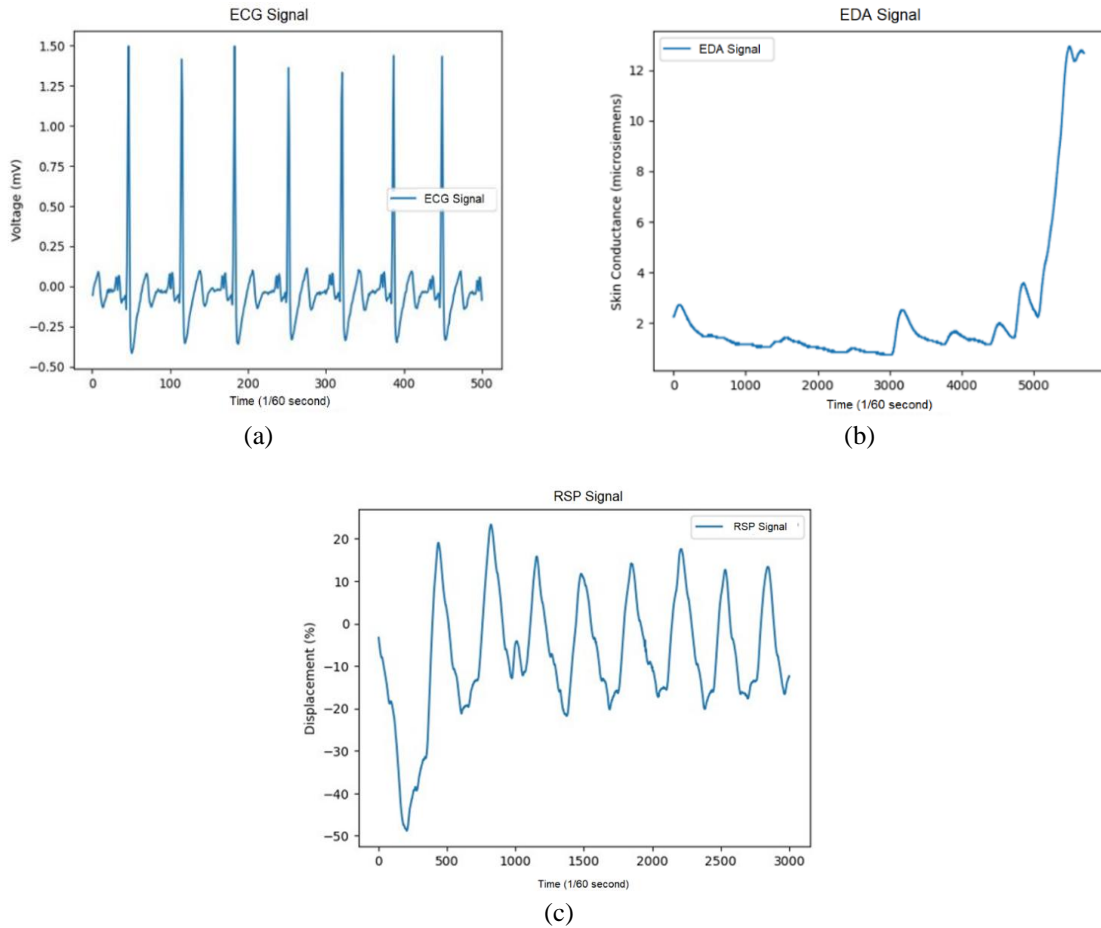 ECG Signal
1.50
1.25
1.00
0.75
0.50
0.25
0.00
−0.25
−0.50
Voltage (mV)
ECG Signal
0 100 200 300 400 500
Time (1/60 second)
(a)
EDA Signal
EDA Signal
12
10
8
6
4
2
Skin Conductance (microsiemens)
0 1000 2000 3000 4000 5000
Time (1/60 second)
(b)
RSP Signal
RSP Signal
20
10
0
−10
−20
−30
−40
−50
Displacement (%)
0 500 1000 1500 2000 2500 3000
Time (1/60 second)
(c)